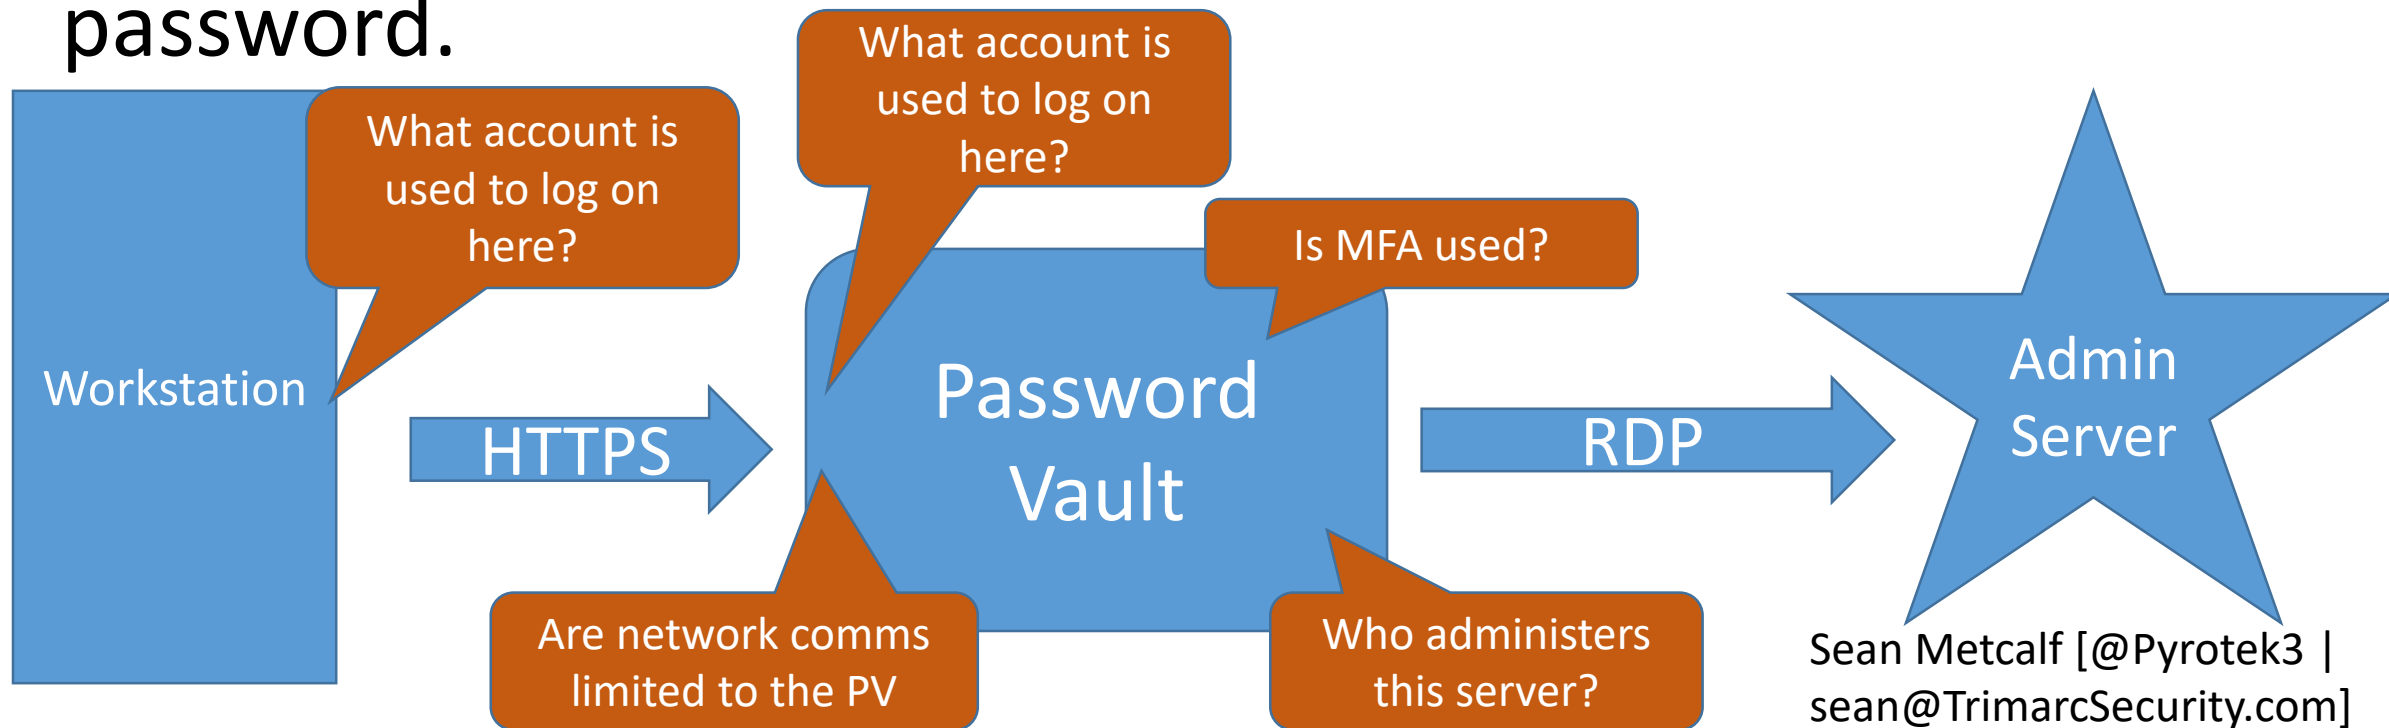 password.
What account is
used to log on
here?
What account is
used to log on
here?
Is MFA used?
Workstation
HTTPS
Password
Vault
RDP
Admin
Server
Are network comms
limited to the PV
Who administers
this server?
Sean Metcalf [@Pyrotek3 |
sean@TrimarcSecurity.com]